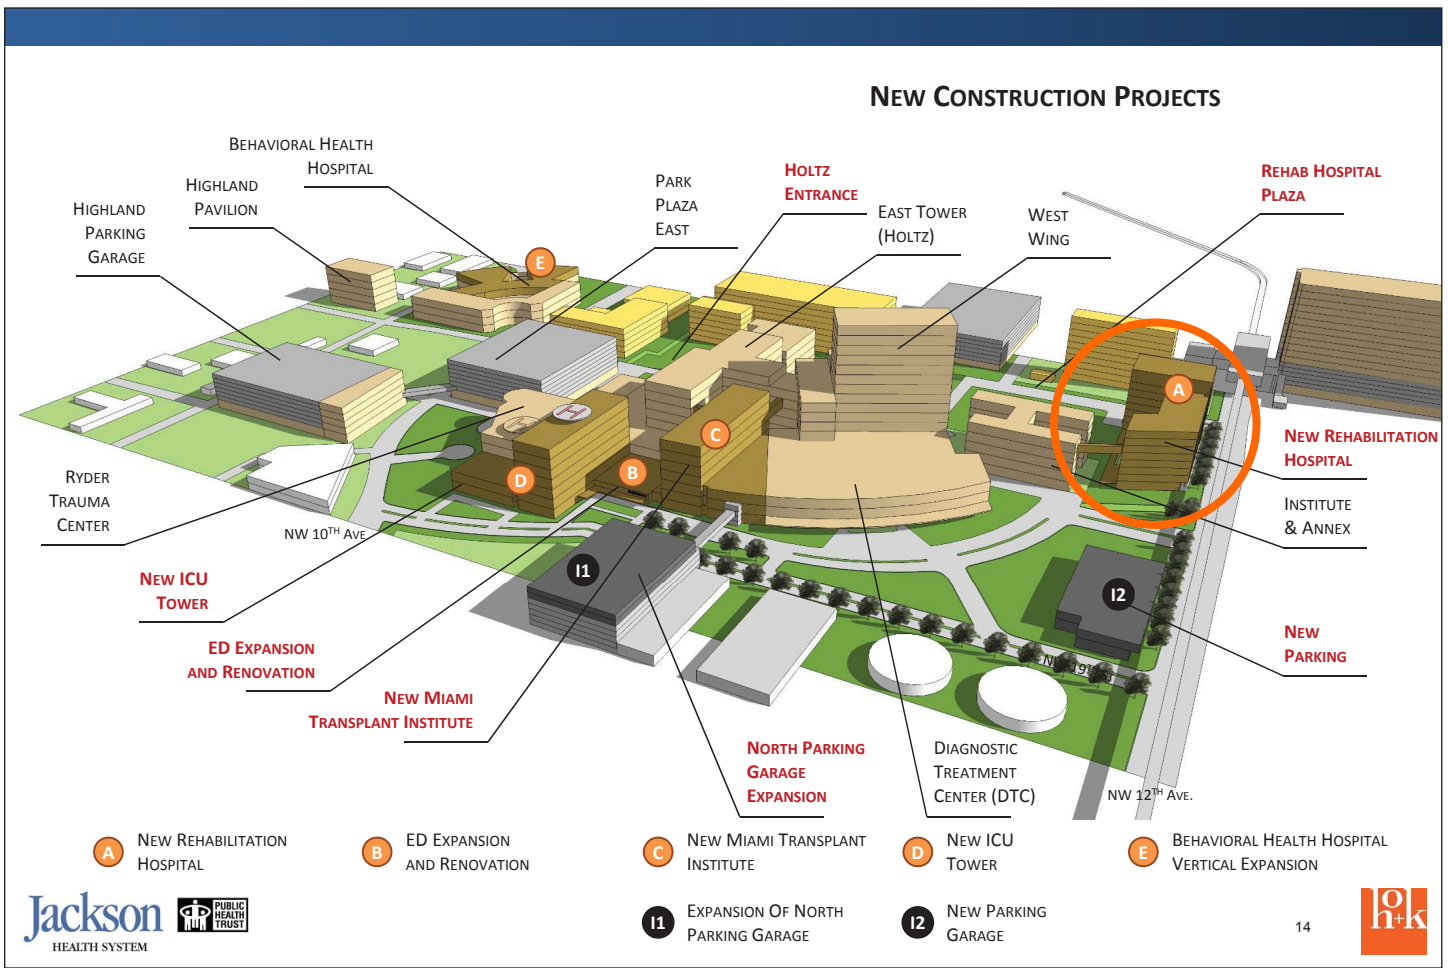 New Construction Projects
Behavioral Health
Hospital
Highland
Pavilion
Highland
Parking
Garage
Park
Plaza
East
Holtz
Entrance
East Tower
(Holtz)
West
Wing
Rehab Hospital
Plaza
E
A
C
B
D
New Rehabilitation
Hospital
Institute
& Annex
Ryder
Trauma
Center
NW 10TH Ave
I1
I2
New ICU
Tower
New
Parking
ED Expansion
and Renovation
New Miami
Transplant Institute
North Parking
Garage
Expansion
Diagnostic
Treatment
Center (DTC)
NW 12TH Ave.
A New Rehabilitation
Hospital
B ED Expansion
and Renovation
C New Miami Transplant
Institute
D New ICU
Tower
E Behavioral Health Hospital
Vertical Expansion
I1 Expansion Of North
Parking Garage
I2 New Parking
Garage
Jackson
HEALTH SYSTEM
PUBLIC
HEALTH
TRUST
14
hok